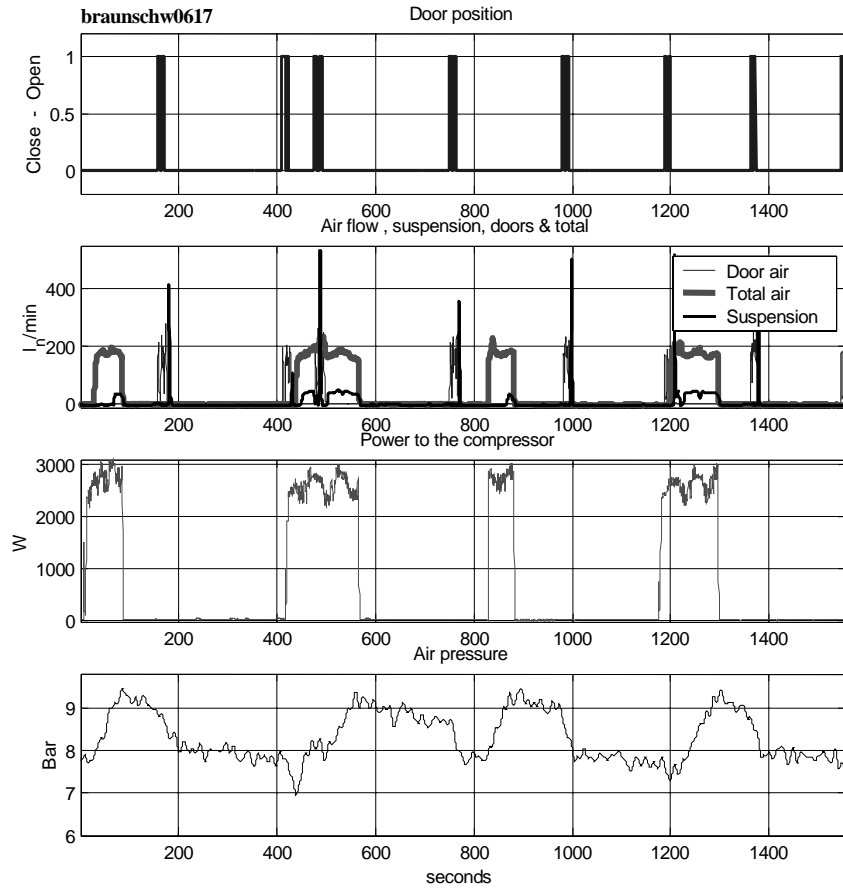 braunschw0617
Door position
Close - Open
1
0.5
0
200 400 600 800 1000 1200 1400
Air flow , suspension, doors & total
l_n/min
400
200
0
Door air
Total air
Suspension
200 400 600 800 1000 1200 1400
Power to the compressor
W
3000
2000
1000
0
200 400 600 800 1000 1200 1400
Air pressure
Bar
9
8
7
6
200 400 600 800 1000 1200 1400
seconds